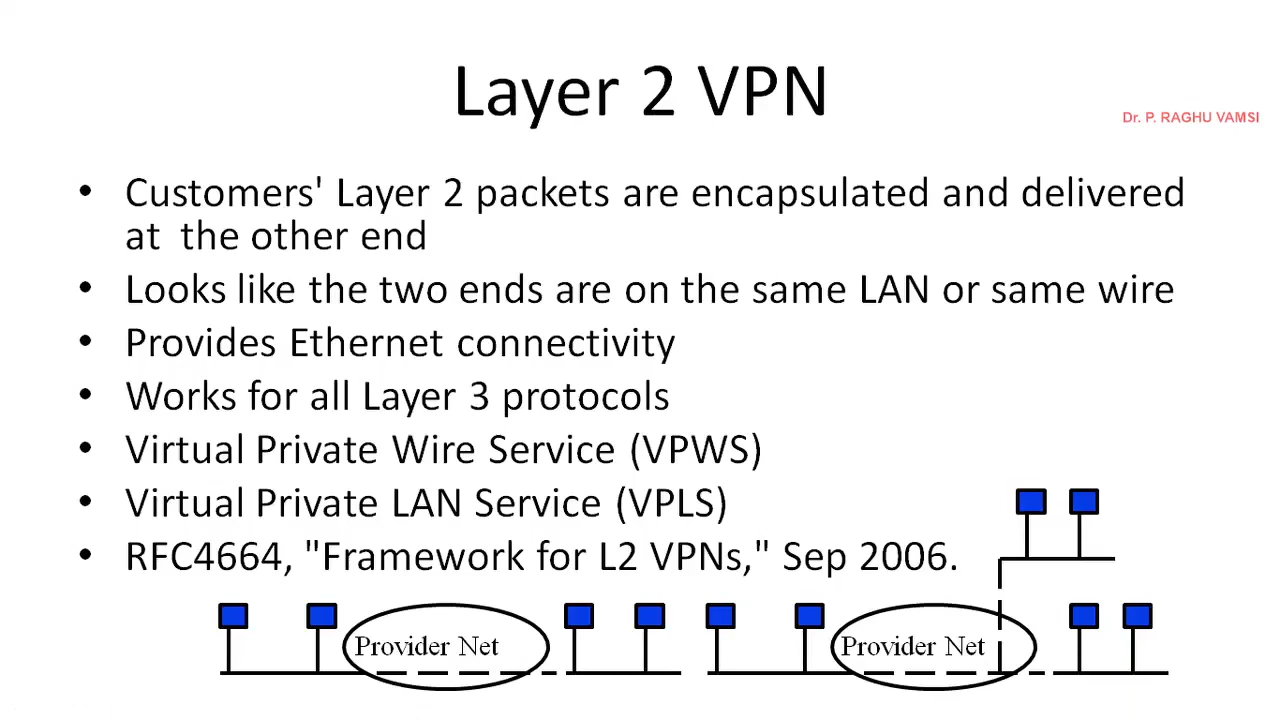 Layer 2 VPN
Dr. P. RAGHU VAMSI
• Customers' Layer 2 packets are encapsulated and delivered
at the other end
• Looks like the two ends are on the same LAN or same wire
• Provides Ethernet connectivity
• Works for all Layer 3 protocols
• Virtual Private Wire Service (VPWS)
• Virtual Private LAN Service (VPLS)
• RFC4664, "Framework for L2 VPNs," Sep 2006.
Provider Net
Provider Net